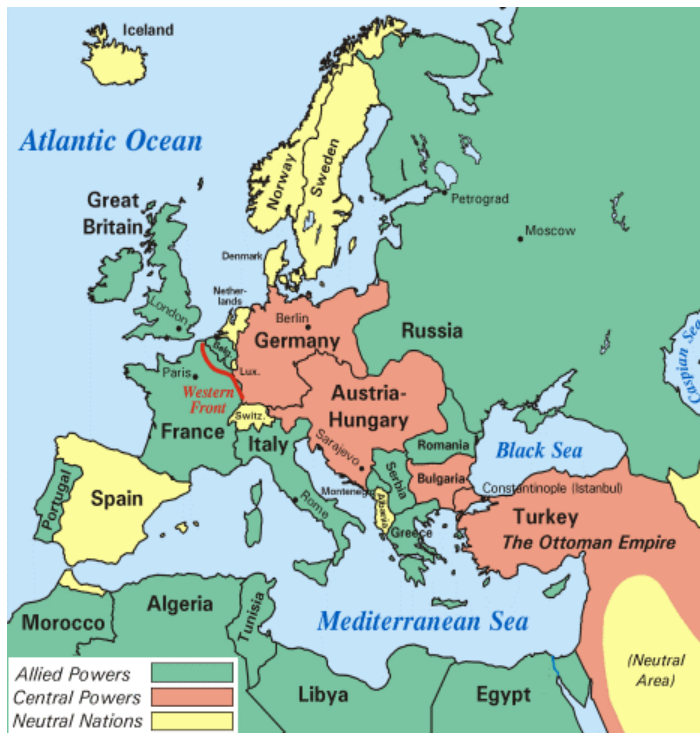 Iceland
Atlantic Ocean
Norway
Sweden
Great
Britain
Petrograd
Moscow
Denmark
Nether-
lands
London
Berlin
Germany
Russia
Caspian Sea
Belg.
Lux.
Paris
Western
Front
Austria-
Hungary
Switz.
France
Italy
Sarajevo
Romania
Black Sea
Serbia
Bulgaria
Montenegro
Constantinople (Istanbul)
Portugal
Spain
Rome
Albania
Greece
Turkey
The Ottoman Empire
Morocco
Algeria
Tunisia
Mediterranean Sea
(Neutral
Area)
Libya
Egypt
Allied Powers
Central Powers
Neutral Nations